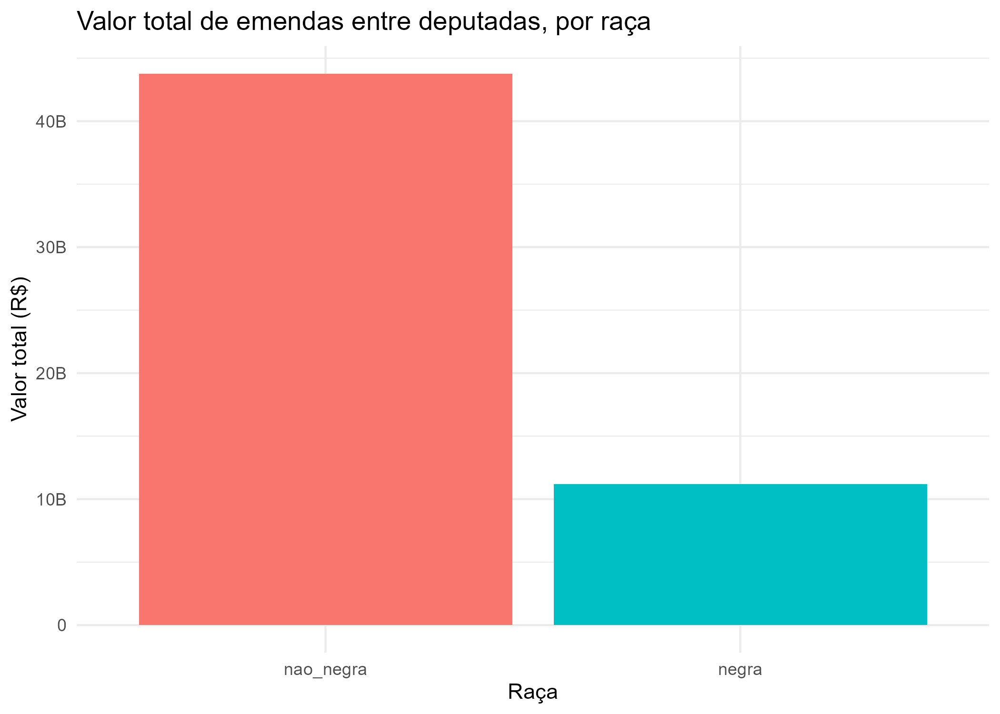 Valor total de emendas entre deputadas, por raça
Valor total (R$)
40B
30B
20B
10B
0
nao_negra
negra
Raça